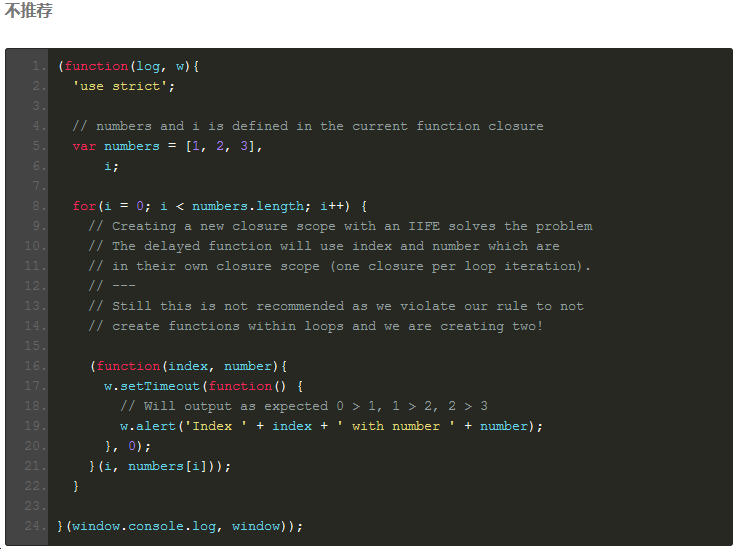 不推荐
1. (function(log, w){
2.   'use strict';
3.
4.   // numbers and i is defined in the current function closure
5.   var numbers = [1, 2, 3],
6.       i;
7.
8.   for(i = 0; i < numbers.length; i++) {
9.     // Creating a new closure scope with an IIFE solves the problem
10.     // The delayed function will use index and number which are
11.     // in their own closure scope (one closure per loop iteration).
12.     // ---
13.     // Still this is not recommended as we violate our rule to not
14.     // create functions within loops and we are creating two!
15.
16.     (function(index, number){
17.       w.setTimeout(function() {
18.         // Will output as expected 0 > 1, 1 > 2, 2 > 3
19.         w.alert('Index ' + index + ' with number ' + number);
20.       }, 0);
21.     }(i, numbers[i]));
22.   }
23.
24. }(window.console.log, window));